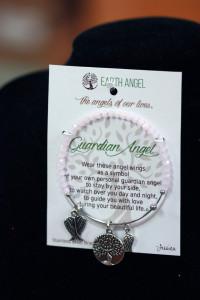 EARTH ANGEL
the angels of our lives...
Guardian Angel
Wear these angel wings
as a symbol
of your own personal guardian angel
to stay by your side,
to watch over you day and night,
to guide you with love
during your beautiful life.